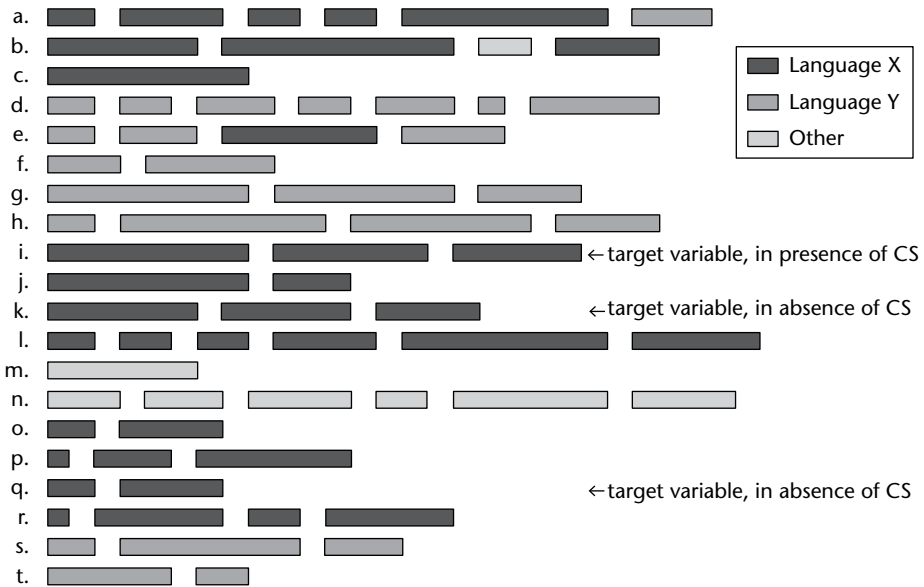 a.
b.
Language X
c.
Language Y
d.
e.
Other
f.
g.
h.
i. ←target variable, in presence of CS
j.
k. ←target variable, in absence of CS
l.
m.
n.
o.
p.
q. ←target variable, in absence of CS
r.
s.
t.